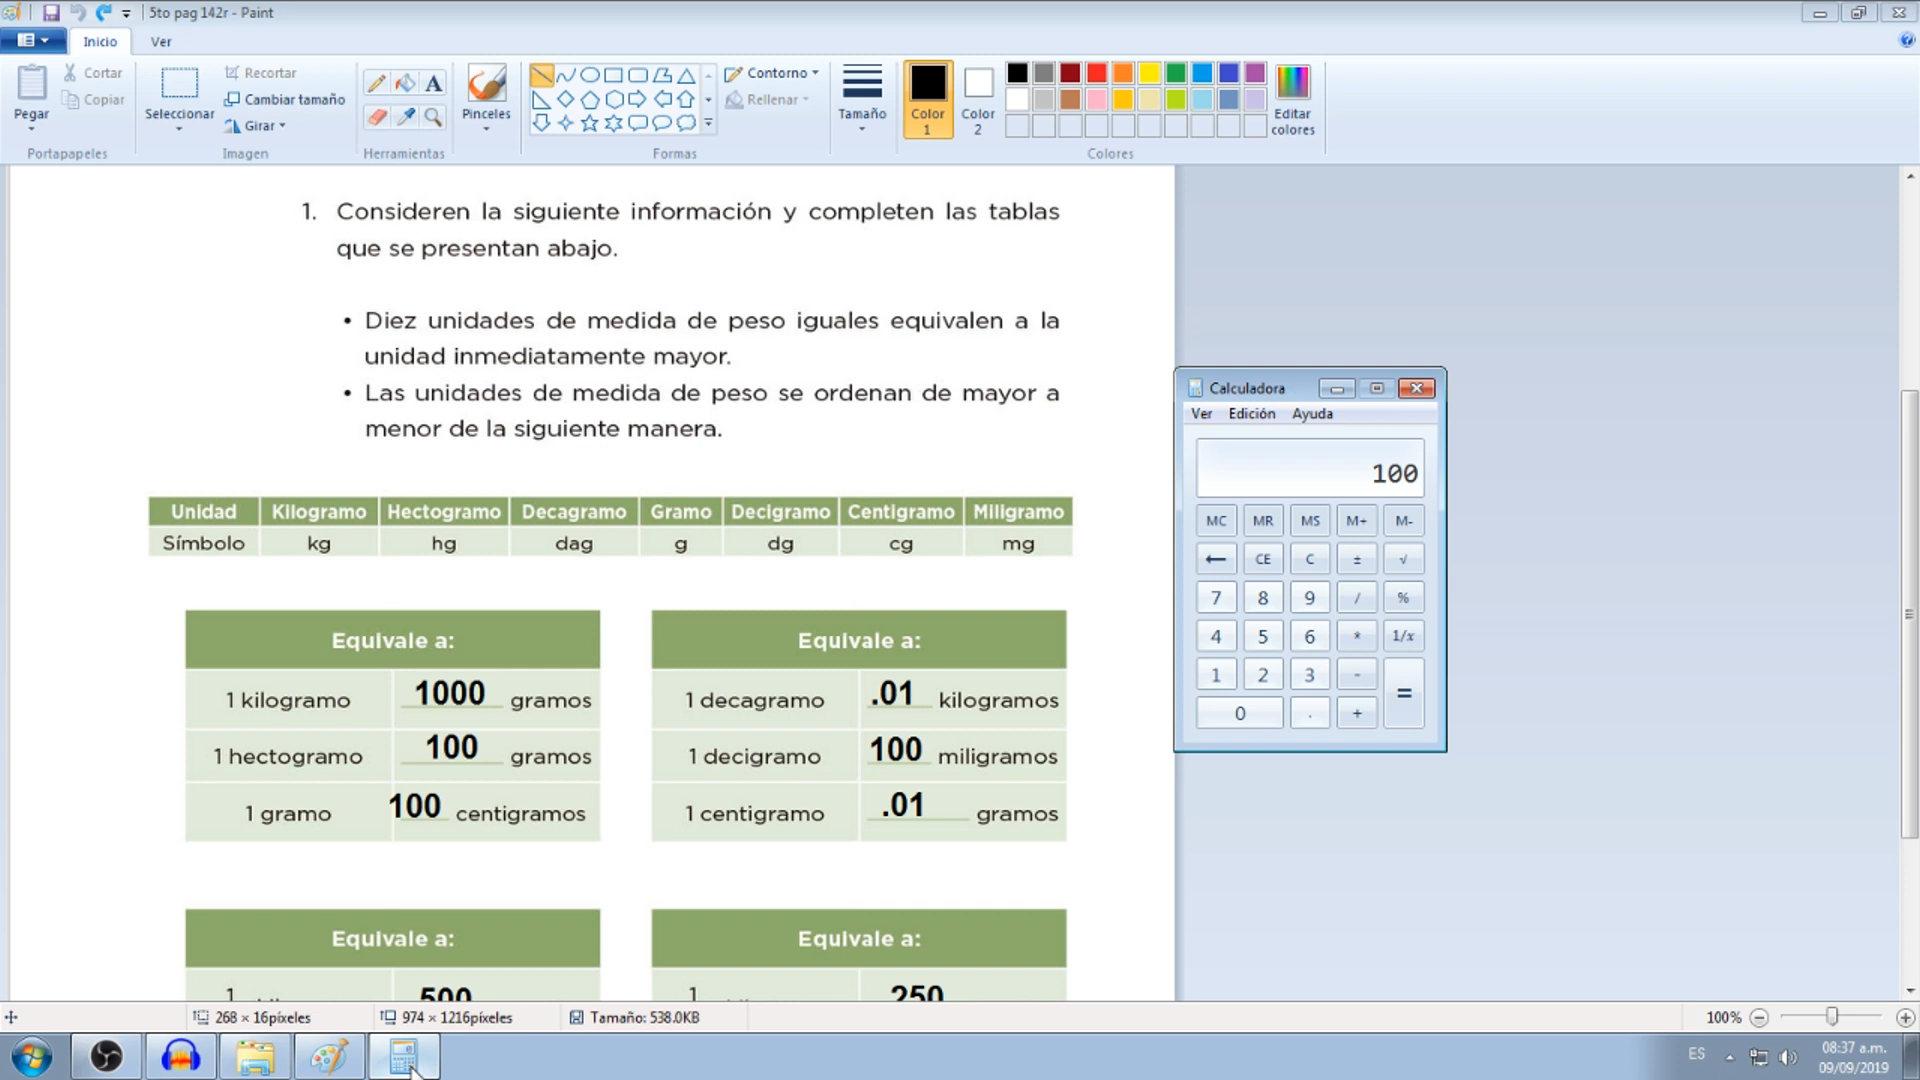 5to pag 142r - Paint
Inicio
Ver
Pegar
Cortar
Copiar
Portapapeles
Seleccionar
Recortar
Cambiar tamaño
Girar
Imagen
A
Herramientas
Pinceles
Contorno
Rellenar
Formas
Tamaño
Color
1
Color
2
Editar
colores
Colores
1. Consideren la siguiente información y completen las tablas
que se presentan abajo.
• Diez unidades de medida de peso iguales equivalen a la
unidad inmediatamente mayor.
• Las unidades de medida de peso se ordenan de mayor a
menor de la siguiente manera.
Unidad Kilogramo Hectogramo Decagramo Gramo Decigramo Centigramo Miligramo
Símbolo kg hg dag g dg cg mg
Equivale a:
1 kilogramo 1000 gramos
1 hectogramo 100 gramos
1 gramo 100 centigramos
Equivale a:
1 decagramo .01 kilogramos
1 decigramo 100 miligramos
1 centigramo .01 gramos
Equivale a:
1 500
Equivale a:
1 250
Calculadora
Ver Edición Ayuda
100
MC MR MS M+ M-
← CE C ± √
7 8 9 / %
4 5 6 * 1/x
1 2 3 - =
0 . +
268 × 16píxeles
974 × 1216píxeles
Tamaño: 538.0KB
100%
ES
08:37 a.m.
09/09/2019